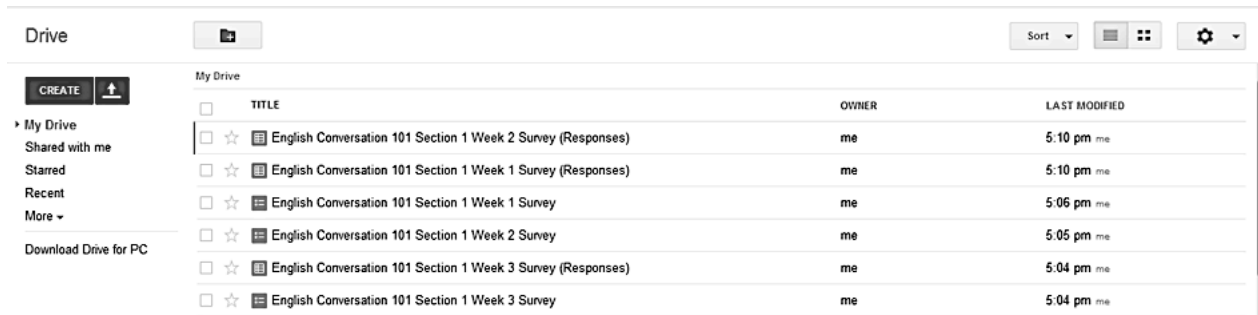 Drive
Sort
CREATE
My Drive
Shared with me
Starred
Recent
More
Download Drive for PC
My Drive
TITLE OWNER LAST MODIFIED
English Conversation 101 Section 1 Week 2 Survey (Responses) me 5:10 pm me
English Conversation 101 Section 1 Week 1 Survey (Responses) me 5:10 pm me
English Conversation 101 Section 1 Week 1 Survey me 5:06 pm me
English Conversation 101 Section 1 Week 2 Survey me 5:05 pm me
English Conversation 101 Section 1 Week 3 Survey (Responses) me 5:04 pm me
English Conversation 101 Section 1 Week 3 Survey me 5:04 pm me